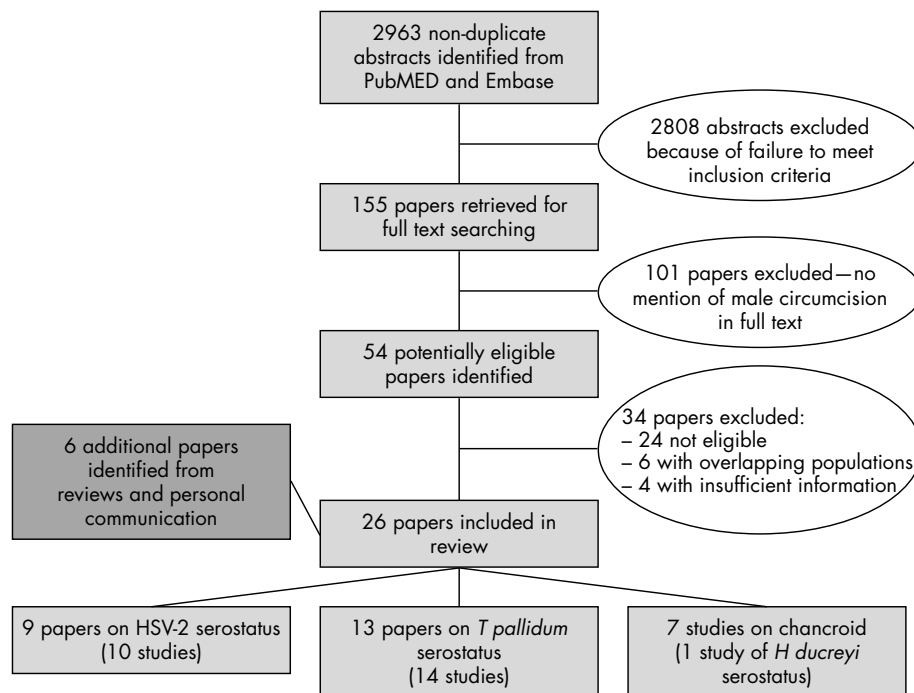 2963 non-duplicate
abstracts identified from
PubMED and Embase
2808 abstracts excluded
because of failure to meet
inclusion criteria
155 papers retrieved for
full text searching
101 papers excluded—no
mention of male circumcision
in full text
54 potentially eligible
papers identified
34 papers excluded:
– 24 not eligible
– 6 with overlapping populations
– 4 with insufficient information
6 additional papers
identified from
reviews and personal
communication
26 papers included in
review
9 papers on HSV-2 serostatus
(10 studies)
13 papers on T pallidum
serostatus
(14 studies)
7 studies on chancroid
(1 study of H ducreyi
serostatus)